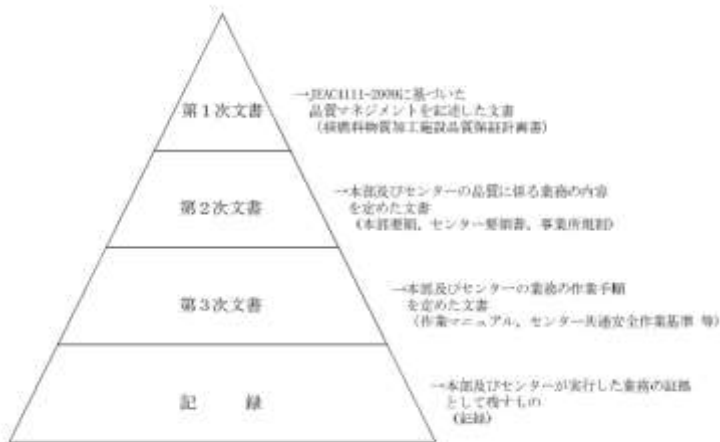 第1次文書
→JEAC4111-2009に基づいた
品質マネジメントを記述した文書
(核燃料物質加工施設品質保証計画書)
第2次文書
→本部及びセンターの品質に係る業務の内容
を定めた文書
(本部要領、センター要領書、事業所規則)
第3次文書
→本部及びセンターの業務の作業手順
を定めた文書
(作業マニュアル、センター共通安全作業基準 等)
記 録
→本部及びセンターが実行した業務の証拠
として残すもの
(記録)